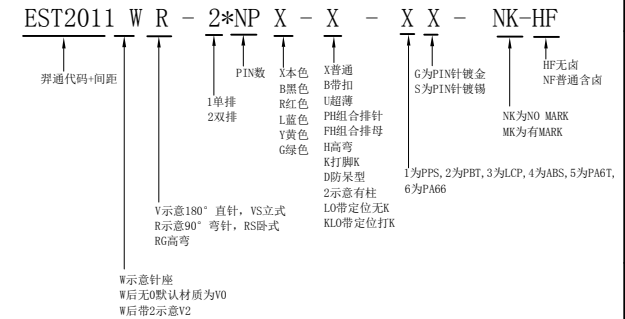 EST2011 W R - 2*NP X - X - X X - NK-HF
羿通代码+间距
1单排
2双排
PIN数
X本色
B黑色
R红色
L蓝色
Y黄色
G绿色
X普通
B带扣
U超薄
PH组合排针
FH组合排母
H高弯
K打脚K
D防呆型
2示意有柱
LO带定位无K
KLO带定位打K
G为PIN针镀金
S为PIN针镀锡
HF无卤
NF普通含卤
NK为NO MARK
MK为有MARK
1为PPS,2为PBT,3为LCP,4为ABS,5为PA6T,
6为PA66
V示意180°直针，VS立式
R示意90°弯针，RS卧式
RG高弯
W示意针座
W后无0默认材质为V0
W后带2示意V2